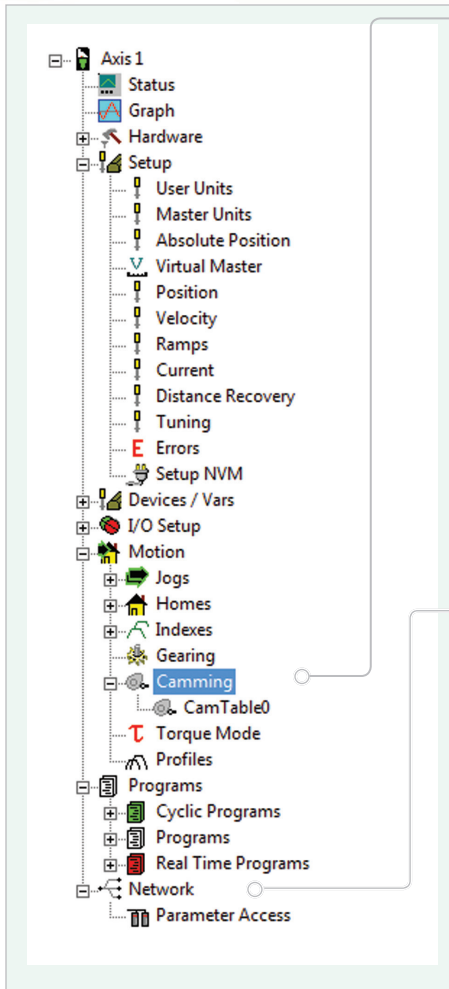 Axis 1
Status
Graph
Hardware
Setup
User Units
Master Units
Absolute Position
Virtual Master
Position
Velocity
Ramps
Current
Distance Recovery
Tuning
E Errors
Setup NVM
Devices / Vars
I/O Setup
Motion
Jogs
Homes
Indexes
Gearing
Camming
CamTable0
τ Torque Mode
Profiles
Programs
Cyclic Programs
Programs
Real Time Programs
Network
Parameter Access